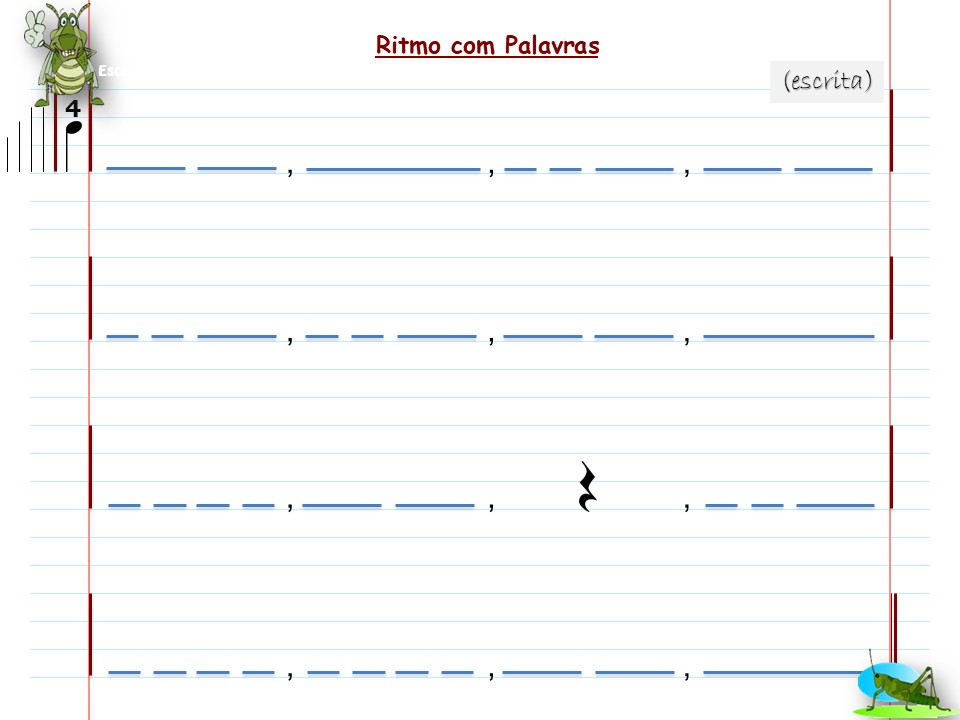 Ritmo com Palavras
(escrita)
4
, , ,
, , ,
, , ,
, , ,